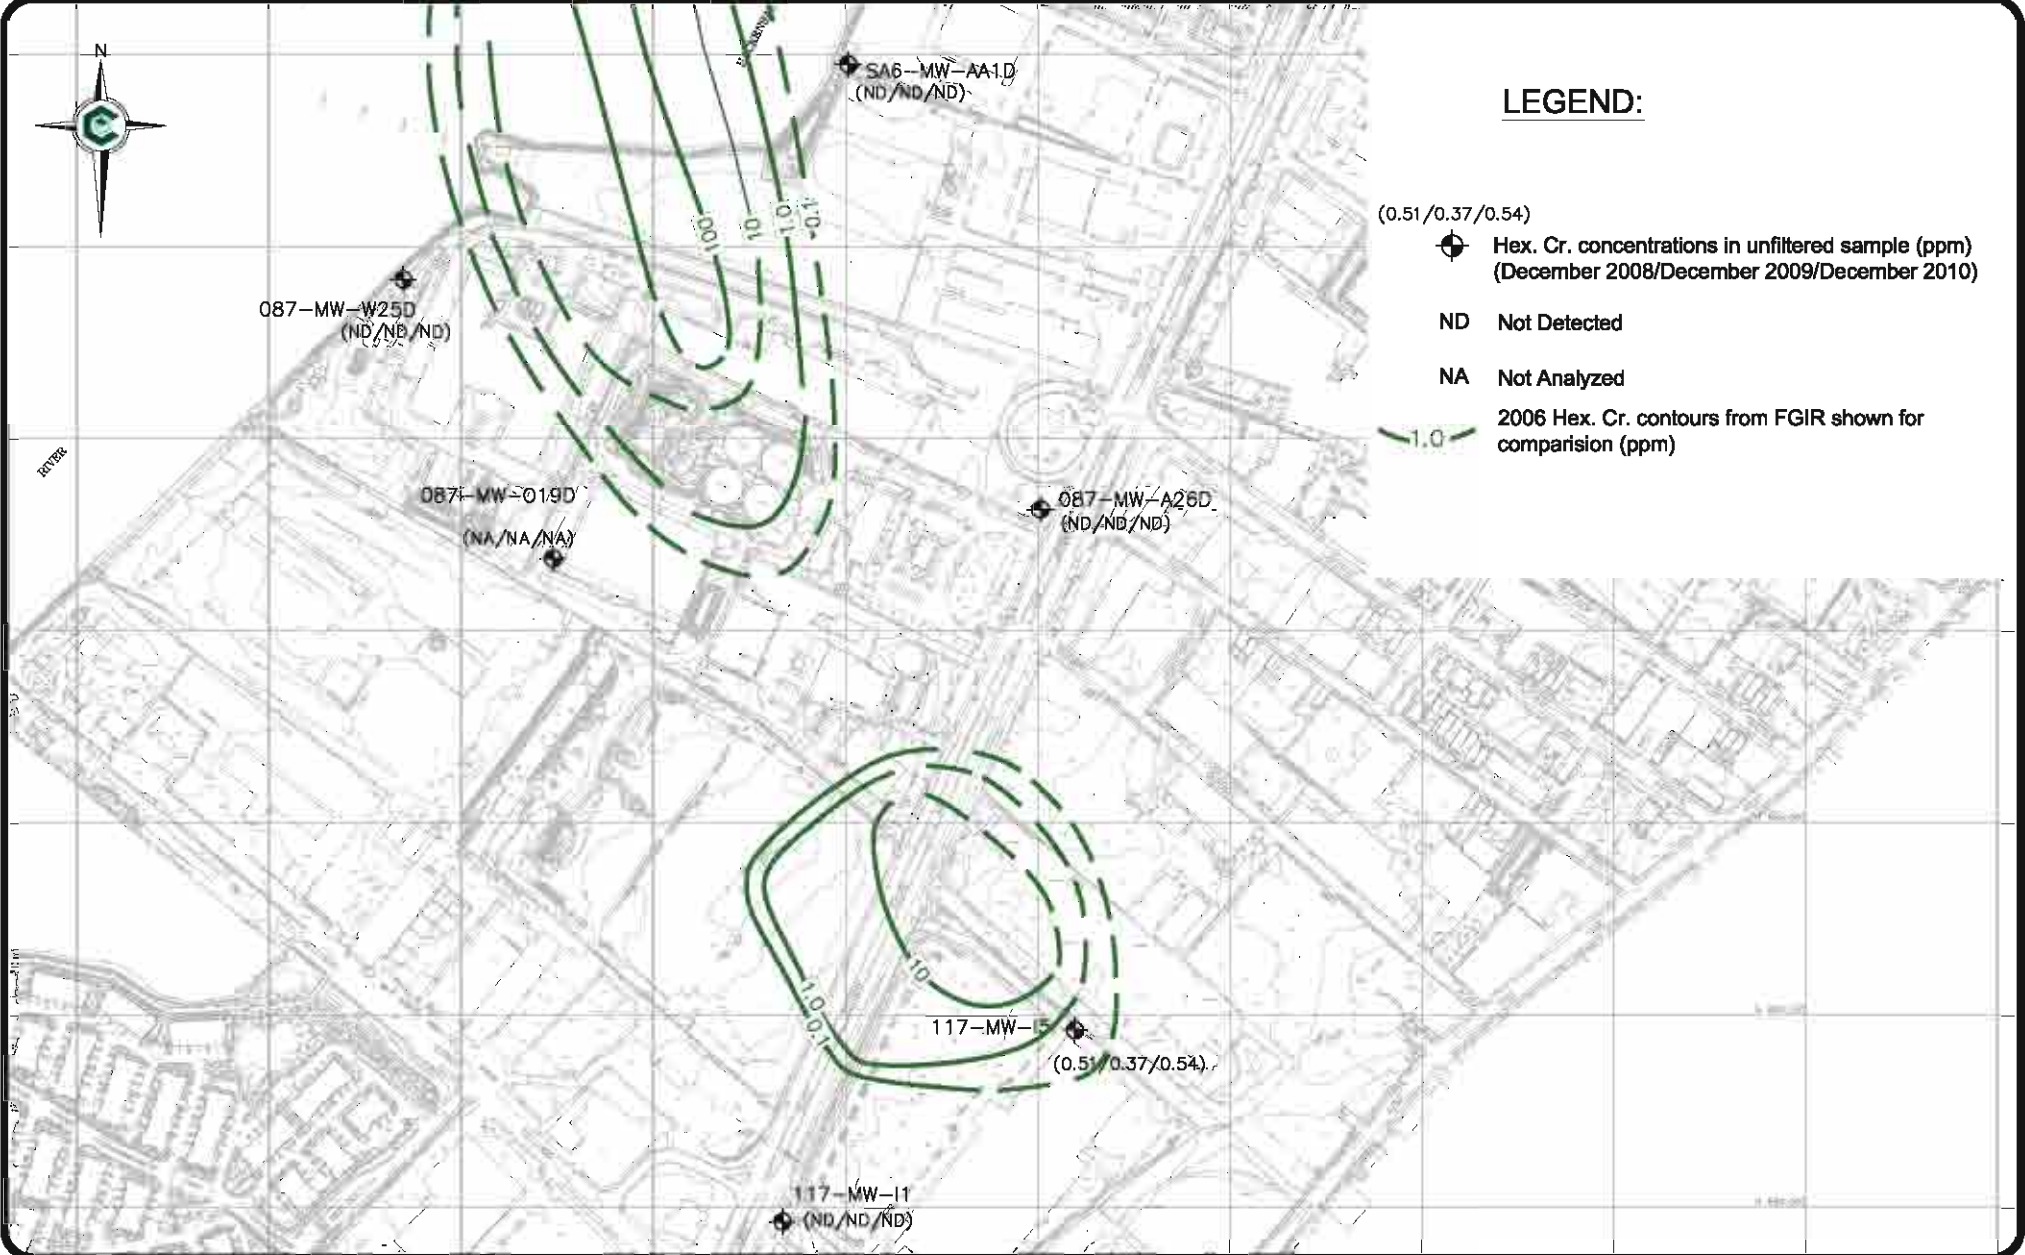 N
SA6-MW-AA1D
(ND/ND/ND)
LEGEND:
(0.51/0.37/0.54)
Hex. Cr. concentrations in unfiltered sample (ppm)
(December 2008/December 2009/December 2010)
ND Not Detected
NA Not Analyzed
1.0
2006 Hex. Cr. contours from FGIR shown for
comparision (ppm)
100
10
1.0
0.1
087-MW-W25D
(ND/ND/ND)
RIVER
087-MW-O19D
(NA/NA/NA)
087-MW-A26D
(ND/ND/ND)
10
1.0
0.1
117-MW-I5
(0.51/0.37/0.54)
117-MW-I1
(ND/ND/ND)